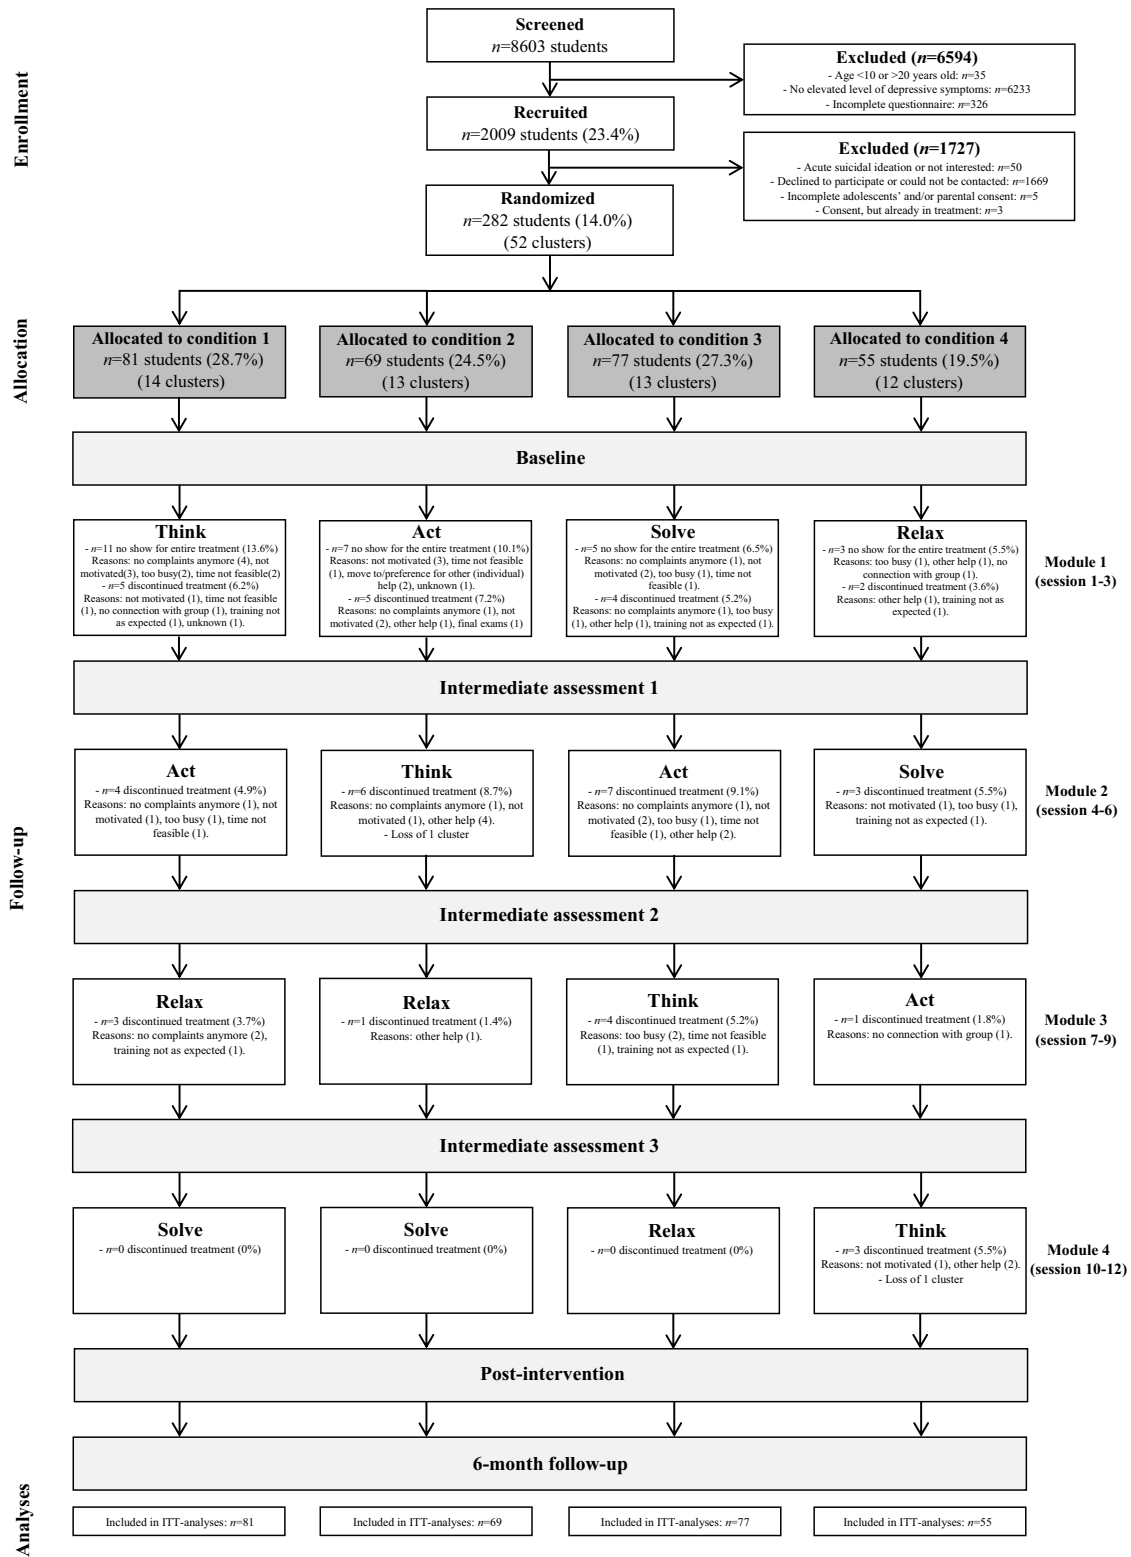 Enrollment
Screened
n=8603 students
Excluded (n=6594)
- Age <10 or >20 years old: n=35
- No elevated level of depressive symptoms: n=6233
- Incomplete questionnaire: n=326
Recruited
n=2009 students (23.4%)
Excluded (n=1727)
- Acute suicidal ideation or not interested: n=50
- Declined to participate or could not be contacted: n=1669
- Incomplete adolescents’ and/or parental consent: n=5
- Consent, but already in treatment: n=3
Randomized
n=282 students (14.0%)
(52 clusters)
Allocation
Allocated to condition 1
n=81 students (28.7%)
(14 clusters)
Allocated to condition 2
n=69 students (24.5%)
(13 clusters)
Allocated to condition 3
n=77 students (27.3%)
(13 clusters)
Allocated to condition 4
n=55 students (19.5%)
(12 clusters)
Baseline
Think
- n=11 no show for entire treatment (13.6%)
Reasons: no complaints anymore (4), not
motivated(3), too busy(2), time not feasible(2)
- n=5 discontinued treatment (6.2%)
Reasons: not motivated (1), time not feasible
(1), no connection with group (1), training not
as expected (1), unknown (1).
Act
- n=7 no show for the entire treatment (10.1%)
Reasons: not motivated (3), time not feasible
(1), move to/preference for other (individual)
help (2), unknown (1).
- n=5 discontinued treatment (7.2%)
Reasons: no complaints anymore (1), not
motivated (2), other help (1), final exams (1)
Solve
- n=5 no show for the entire treatment (6.5%)
Reasons: no complaints anymore (1), not
motivated (2), too busy (1), time not
feasible (1).
- n=4 discontinued treatment (5.2%)
Reasons: no complaints anymore (1), too busy
(1), other help (1), training not as expected (1).
Relax
- n=3 no show for the entire treatment (5.5%)
Reasons: too busy (1), other help (1), no
connection with group (1).
- n=2 discontinued treatment (3.6%)
Reasons: other help (1), training not as
expected (1).
Module 1
(session 1-3)
Intermediate assessment 1
Follow-up
Act
- n=4 discontinued treatment (4.9%)
Reasons: no complaints anymore (1), not
motivated (1), too busy (1), time not
feasible (1).
Think
- n=6 discontinued treatment (8.7%)
Reasons: no complaints anymore (1), not
motivated (1), other help (4).
- Loss of 1 cluster
Act
- n=7 discontinued treatment (9.1%)
Reasons: no complaints anymore (1), not
motivated (2), too busy (1), time not
feasible (1), other help (2).
Solve
- n=3 discontinued treatment (5.5%)
Reasons: not motivated (1), too busy (1),
training not as expected (1).
Module 2
(session 4-6)
Intermediate assessment 2
Relax
- n=3 discontinued treatment (3.7%)
Reasons: no complaints anymore (2),
training not as expected (1).
Relax
- n=1 discontinued treatment (1.4%)
Reasons: other help (1).
Think
- n=4 discontinued treatment (5.2%)
Reasons: too busy (2), time not feasible
(1), training not as expected (1).
Act
- n=1 discontinued treatment (1.8%)
Reasons: no connection with group (1).
Module 3
(session 7-9)
Intermediate assessment 3
Solve
- n=0 discontinued treatment (0%)
Solve
- n=0 discontinued treatment (0%)
Relax
- n=0 discontinued treatment (0%)
Think
- n=3 discontinued treatment (5.5%)
Reasons: not motivated (1), other help (2).
- Loss of 1 cluster
Module 4
(session 10-12)
Post-intervention
6-month follow-up
Analyses
Included in ITT-analyses: n=81
Included in ITT-analyses: n=69
Included in ITT-analyses: n=77
Included in ITT-analyses: n=55